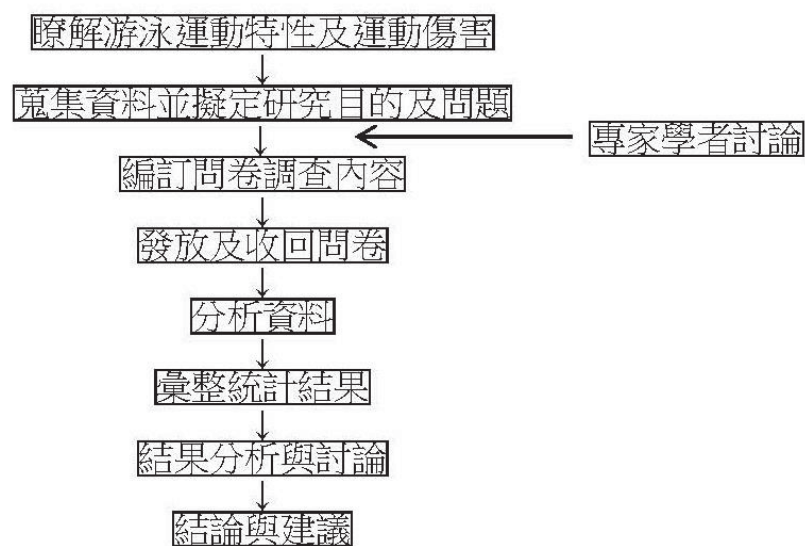 瞭解游泳運動特性及運動傷害
蒐集資料並擬定研究目的及問題
專家學者討論
編訂問卷調查內容
發放及收回問卷
分析資料
彙整統計結果
結果分析與討論
結論與建議